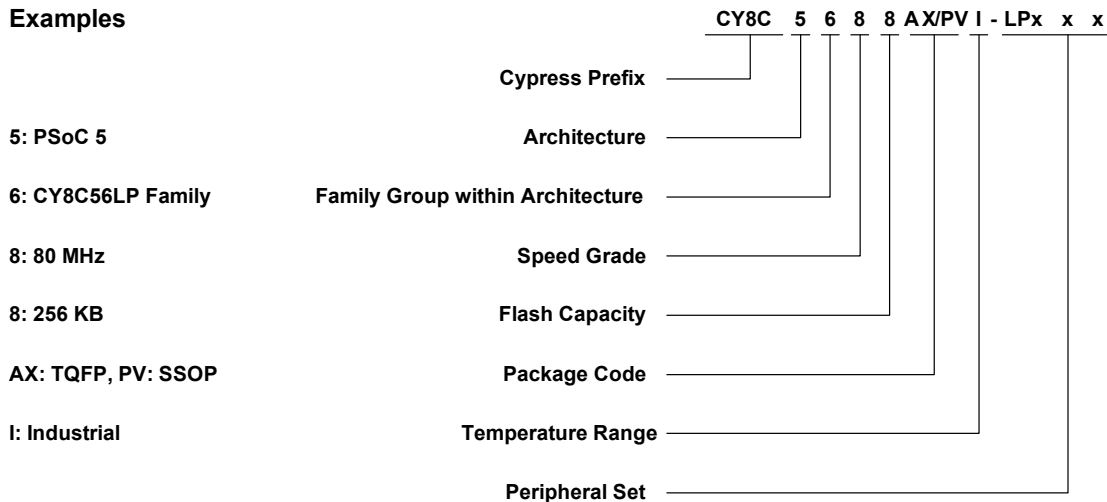 Examples CY8C 5 6 8 8 AX/PV I - LPx x x
Cypress Prefix
5: PSoC 5 Architecture
6: CY8C56LP Family Family Group within Architecture
8: 80 MHz Speed Grade
8: 256 KB Flash Capacity
AX: TQFP, PV: SSOP Package Code
I: Industrial Temperature Range
Peripheral Set